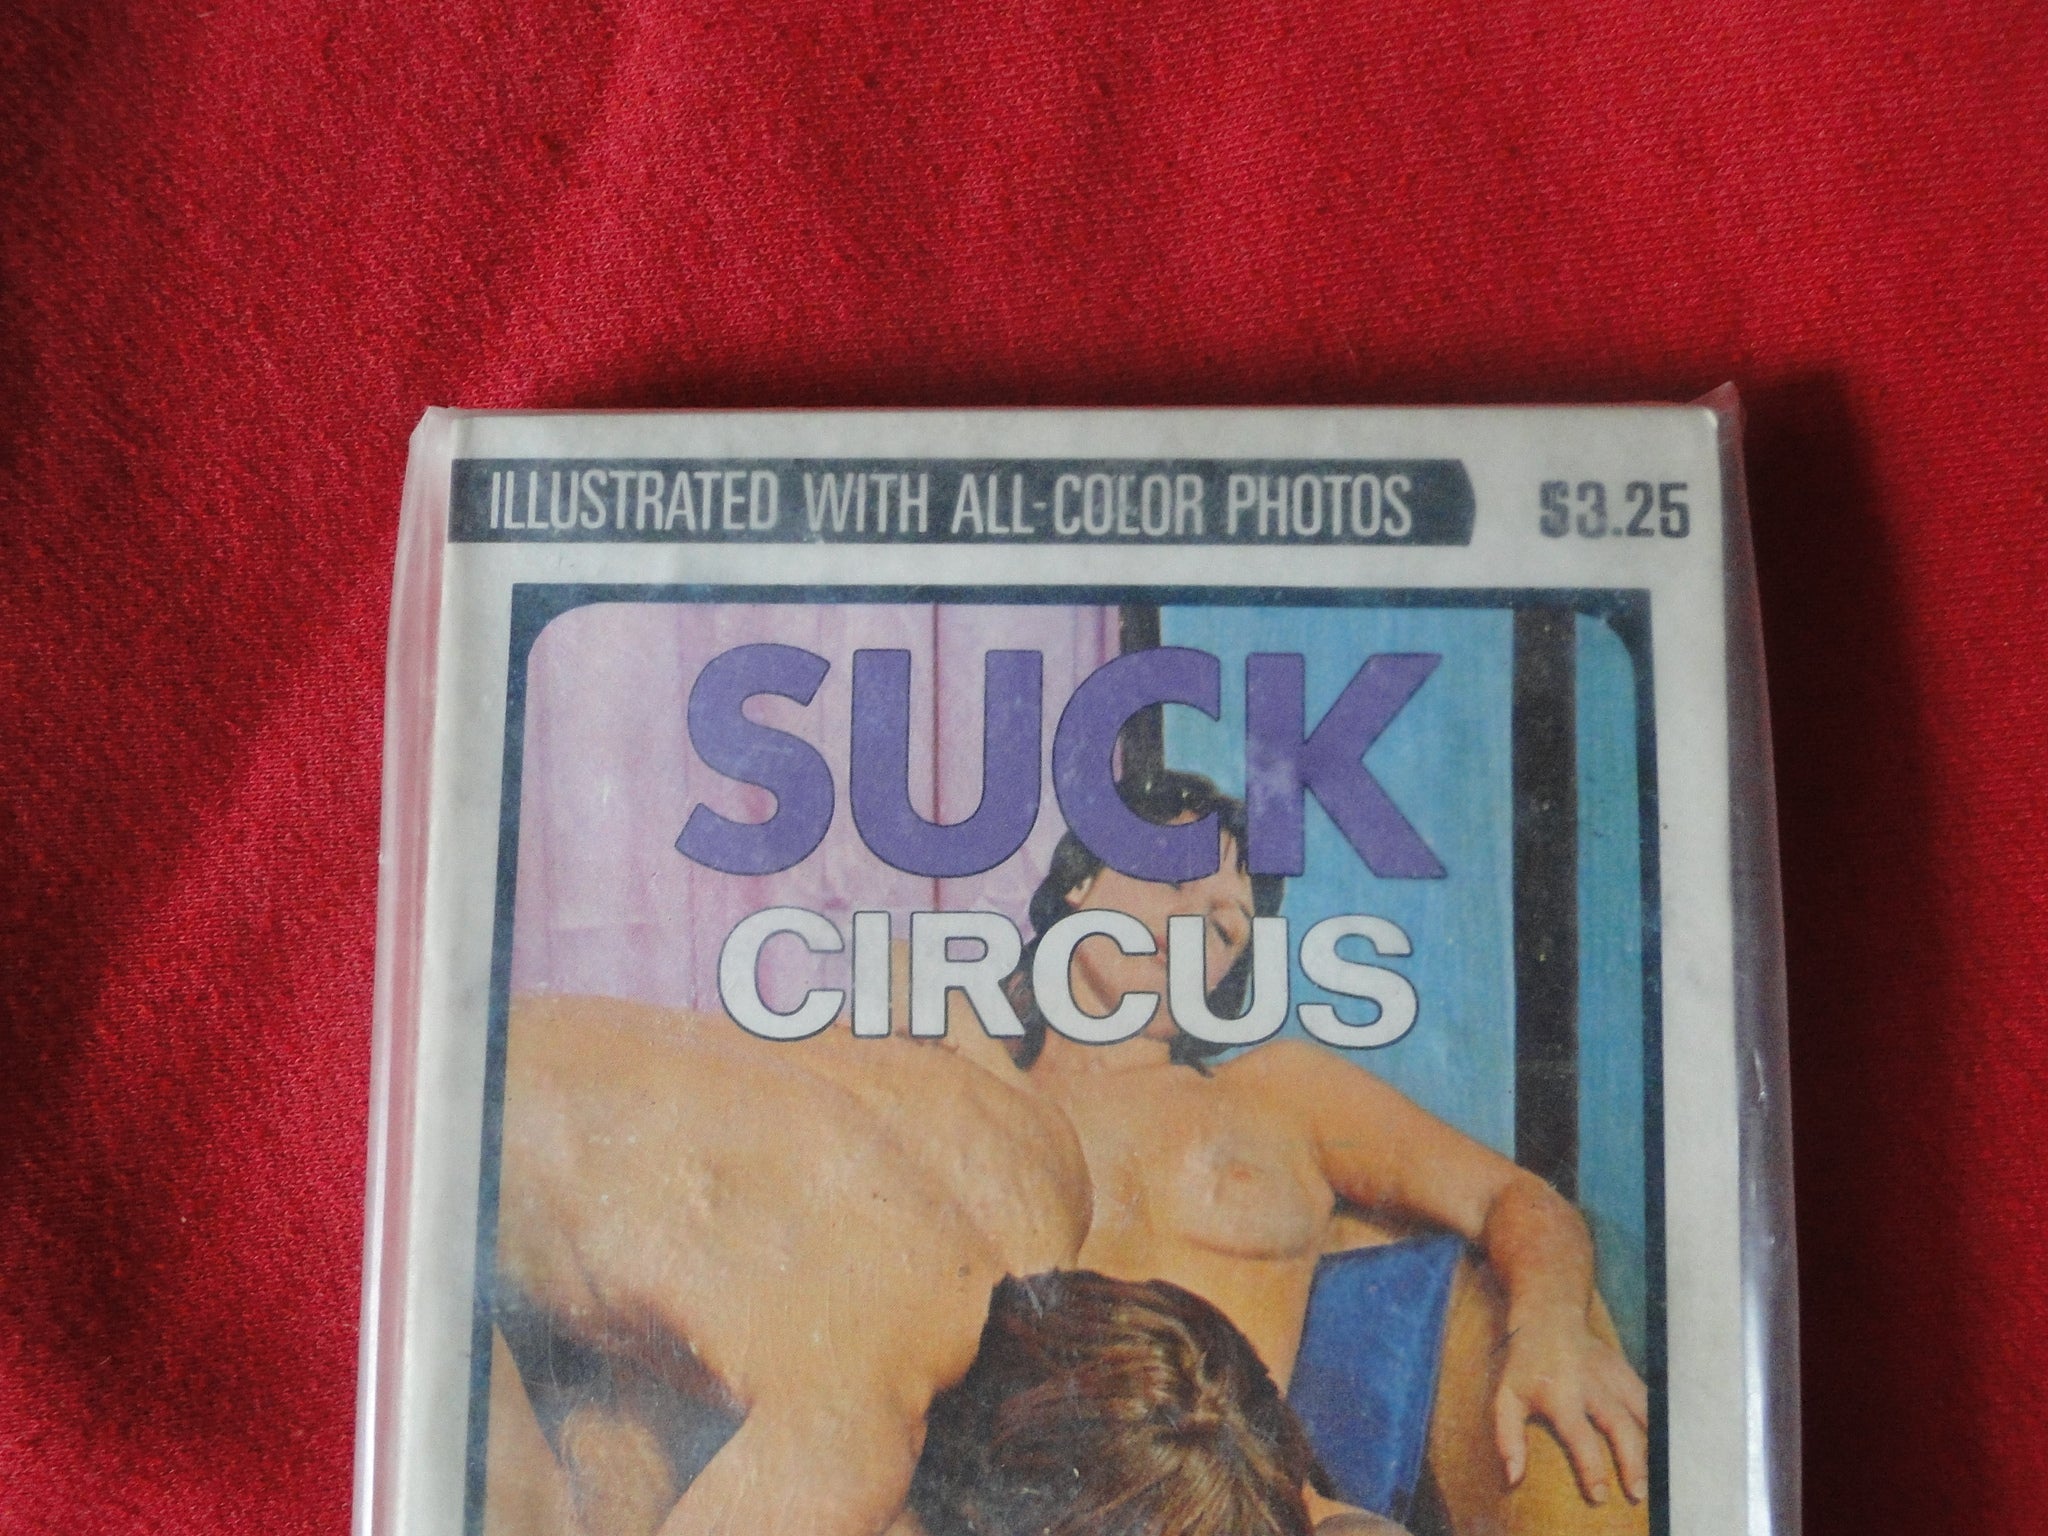 ILLUSTRATED WITH ALL-COLOR PHOTOS $3.25
SUCK
CIRCUS